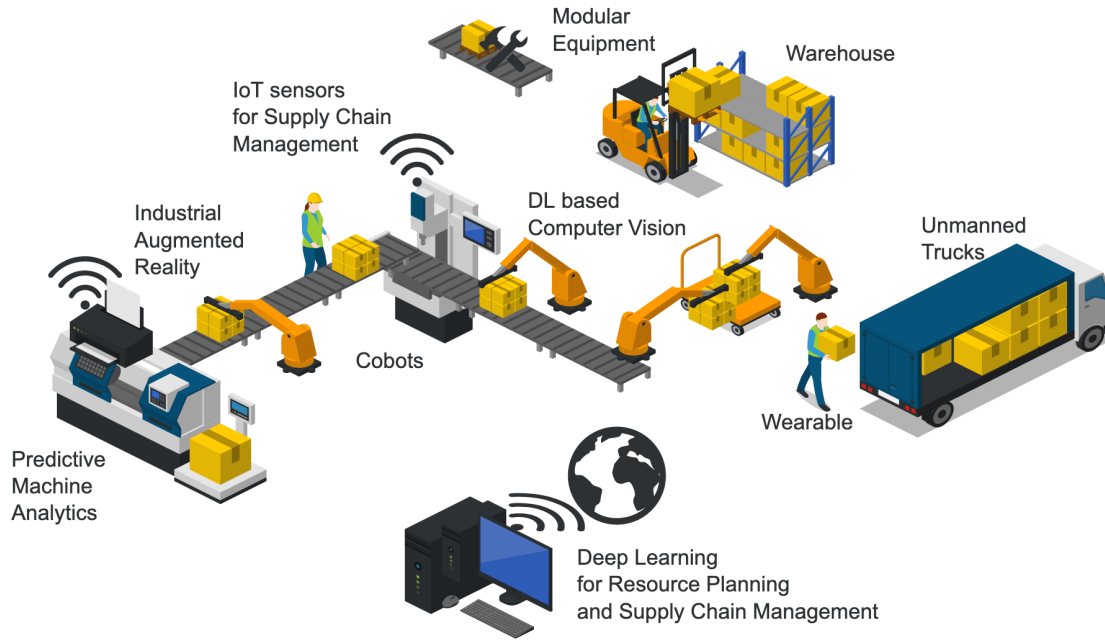 Modular
Equipment
Warehouse
IoT sensors
for Supply Chain
Management
Industrial
Augmented
Reality
DL based
Computer Vision
Unmanned
Trucks
Cobots
Wearable
Predictive
Machine
Analytics
Deep Learning
for Resource Planning
and Supply Chain Management